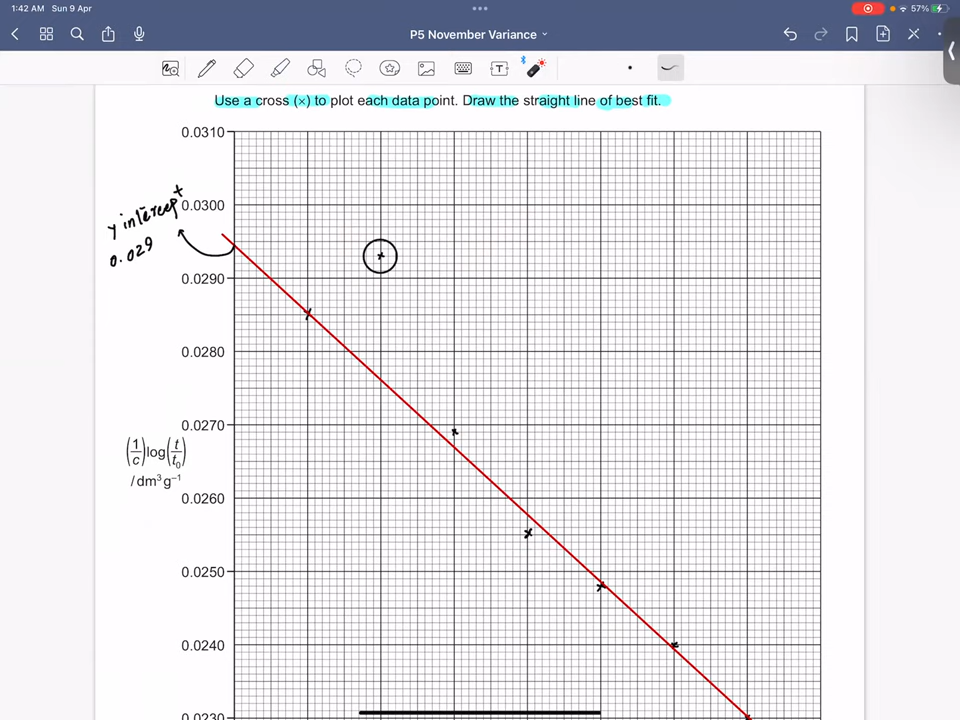 1:42 AM Sun 9 Apr
57%
P5 November Variance
T
Use a cross (×) to plot each data point. Draw the straight line of best fit.
0.0310
0.0300
y intercept
0.029
0.0290
0.0280
0.0270
(1/c)log(t/t₀)
/dm³ g⁻¹
0.0260
0.0250
0.0240
0.0230